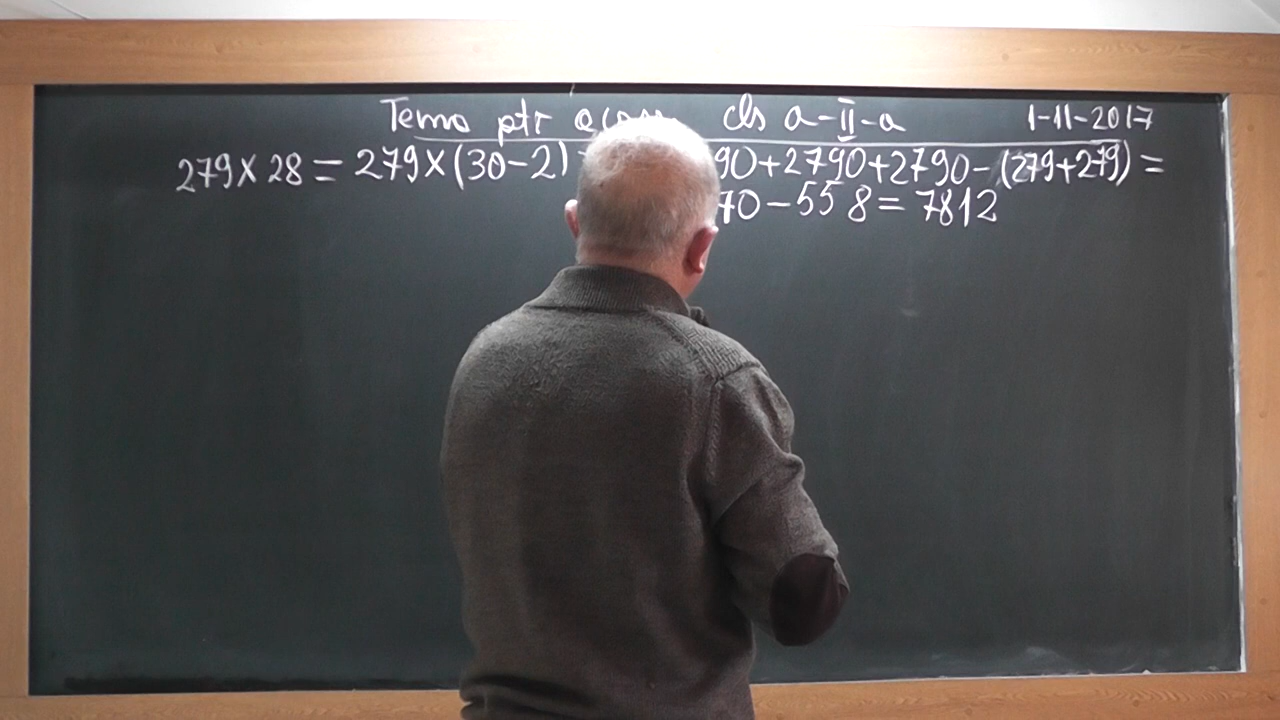 Tema ptr acasă cls a-II-a 1-11-2017
279×28=279×(30-2) 90+2790+2790-(279+279)=
70-558=7812